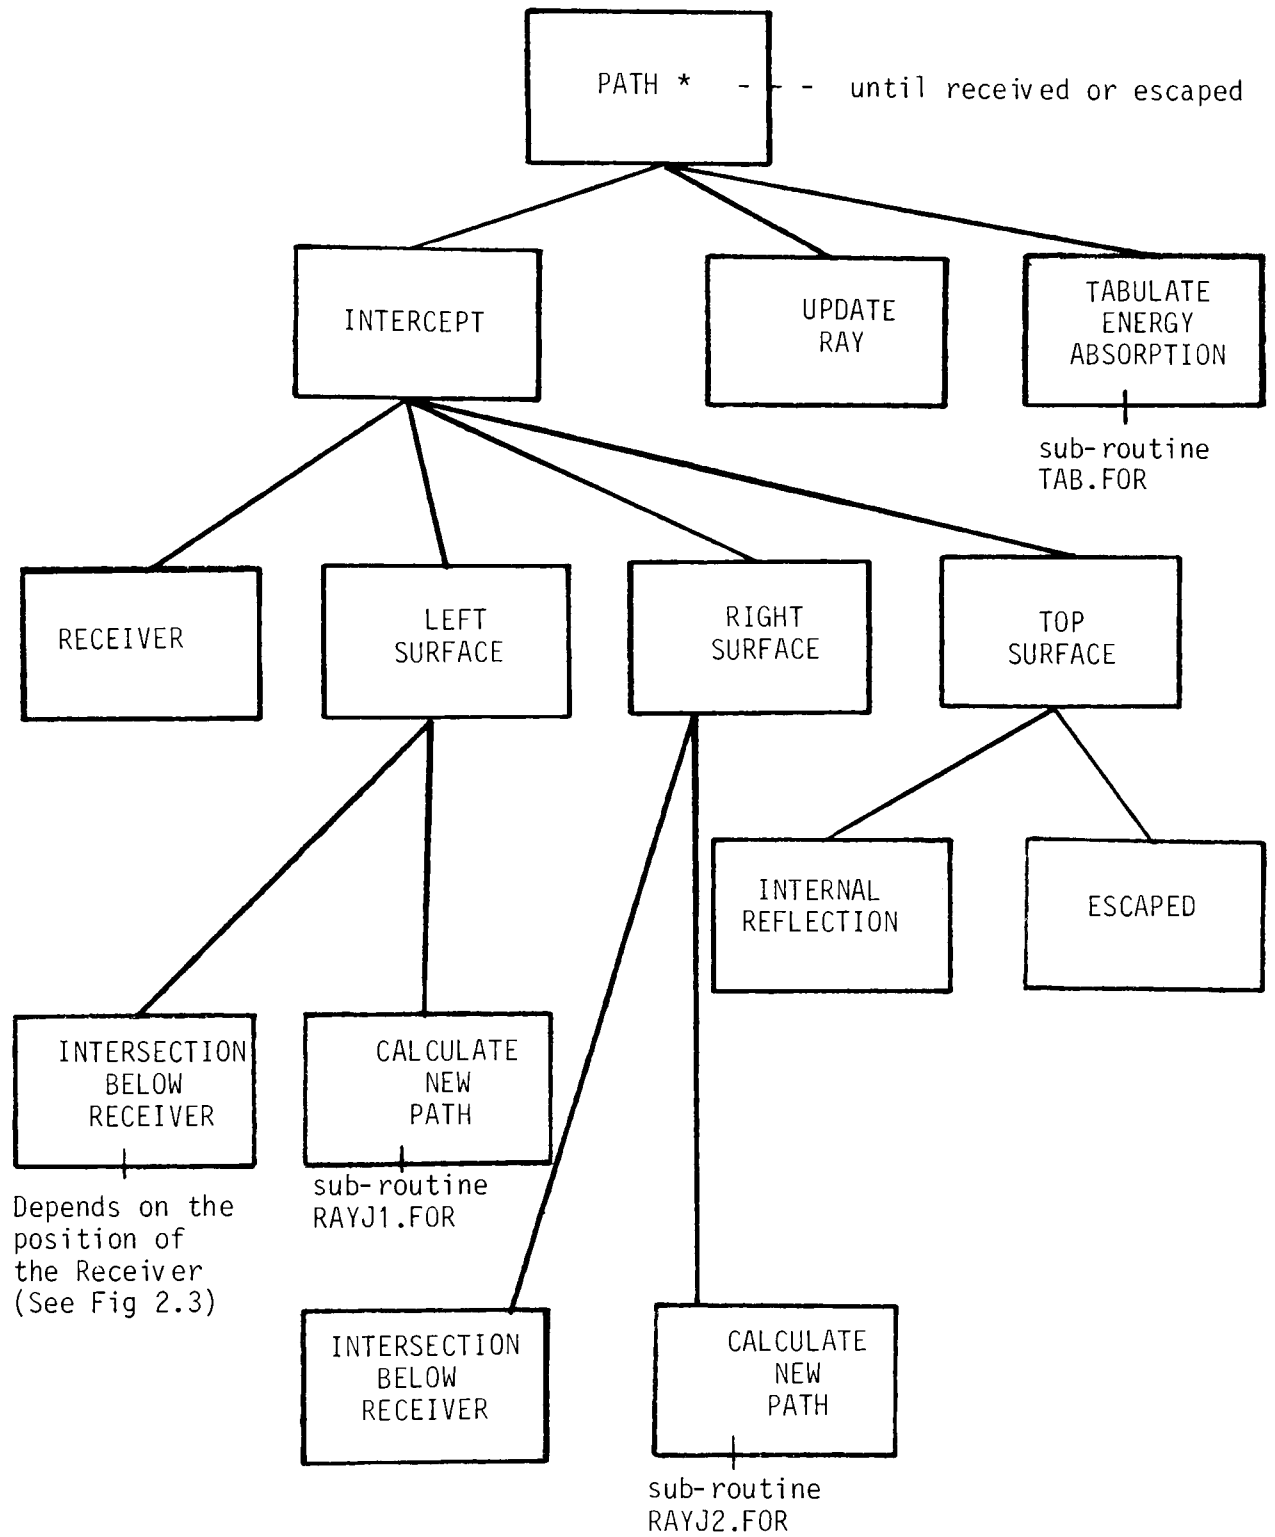 PATH * - - - until received or escaped
INTERCEPT
UPDATE
RAY
TABULATE
ENERGY
ABSORPTION
sub-routine
TAB.FOR
RECEIVER
LEFT
SURFACE
RIGHT
SURFACE
TOP
SURFACE
INTERNAL
REFLECTION
ESCAPED
INTERSECTION
BELOW
RECEIVER
Depends on the
position of
the Receiver
(See Fig 2.3)
CALCULATE
NEW
PATH
sub-routine
RAYJ1.FOR
INTERSECTION
BELOW
RECEIVER
CALCULATE
NEW
PATH
sub-routine
RAYJ2.FOR